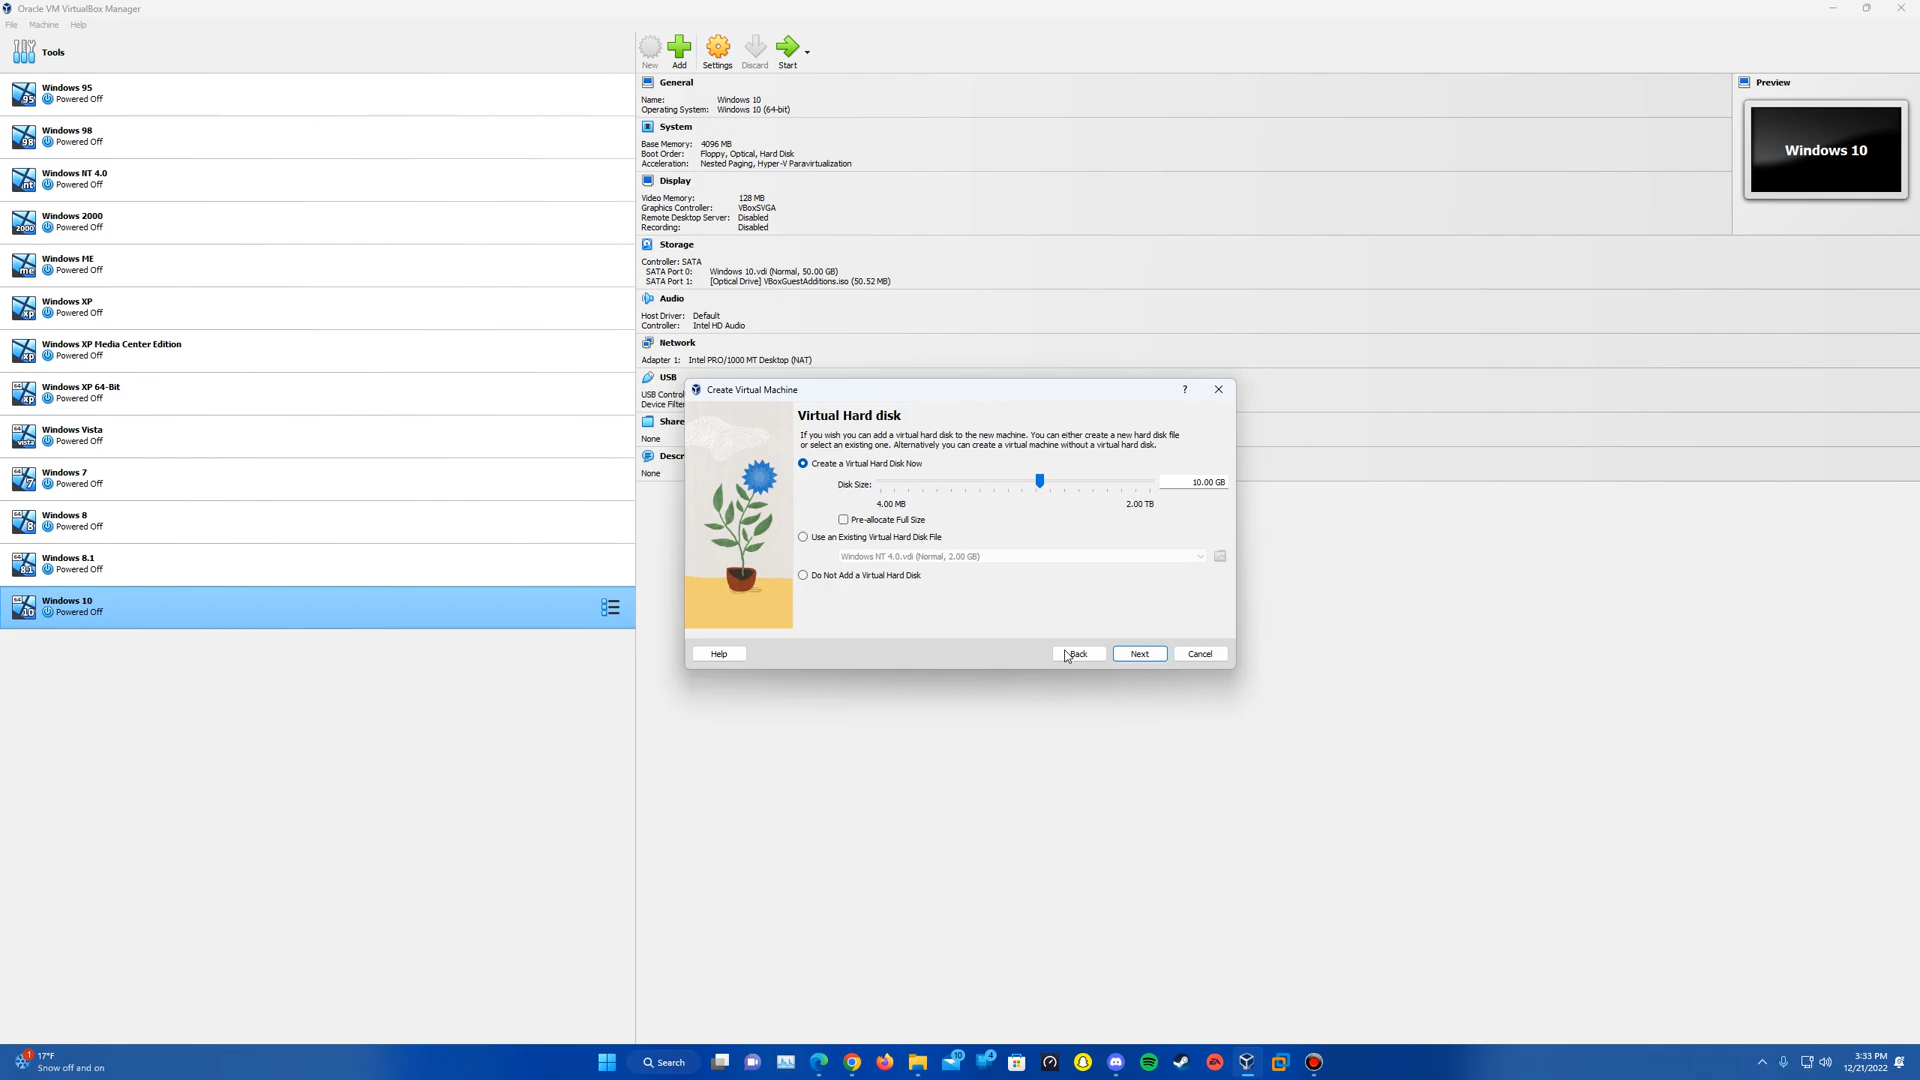 Oracle VM VirtualBox Manager
File Machine Help
Tools
Windows 95
Powered Off
Windows 98
Powered Off
Windows NT 4.0
Powered Off
Windows 2000
Powered Off
Windows ME
Powered Off
Windows XP
Powered Off
Windows XP Media Center Edition
Powered Off
Windows XP 64-Bit
Powered Off
Windows Vista
Powered Off
Windows 7
Powered Off
Windows 8
Powered Off
Windows 8.1
Powered Off
Windows 10
Powered Off
New Add Settings Discard Start
General
Name: Windows 10
Operating System: Windows 10 (64-bit)
System
Base Memory: 4096 MB
Boot Order: Floppy, Optical, Hard Disk
Acceleration: Nested Paging, Hyper-V Paravirtualization
Display
Video Memory: 128 MB
Graphics Controller: VBoxSVGA
Remote Desktop Server: Disabled
Recording: Disabled
Storage
Controller: SATA
SATA Port 0: Windows 10.vdi (Normal, 50.00 GB)
SATA Port 1: [Optical Drive] VBoxGuestAdditions.iso (50.52 MB)
Audio
Host Driver: Default
Controller: Intel HD Audio
Network
Adapter 1: Intel PRO/1000 MT Desktop (NAT)
USB
USB Control
Device Filte
Share
None
Descr
None
Preview
Windows 10
Create Virtual Machine
?
Virtual Hard disk
If you wish you can add a virtual hard disk to the new machine. You can either create a new hard disk file
or select an existing one. Alternatively you can create a virtual machine without a virtual hard disk.
Create a Virtual Hard Disk Now
Disk Size: 10.00 GB
4.00 MB 2.00 TB
Pre-allocate Full Size
Use an Existing Virtual Hard Disk File
Windows NT 4.0.vdi (Normal, 2.00 GB)
Do Not Add a Virtual Hard Disk
Help Back Next Cancel
1
17°F
Snow off and on
Search
10
4
3:33 PM
12/21/2022